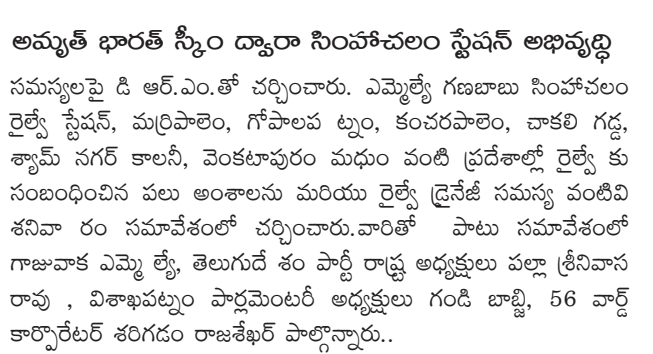 అమృత్ భారత్ స్కీం ద్వారా సింహాచలం స్టేషన్ అభివృద్ధి
సమస్యలపై డి ఆర్.ఎం.తో చర్చించారు. ఎమ్మెల్యే గణబాబు సింహాచలం
రైల్వే స్టేషన్, మర్రిపాలెం, గోపాలప ట్నం, కంచరపాలెం, చాకలి గడ్డ,
శ్యామ్ నగర్ కాలనీ, వెంకటాపురం మధుం వంటి ప్రదేశాల్లో రైల్వే కు
సంబంధించిన పలు అంశాలను మరియు రైల్వే డ్రైనేజీ సమస్య వంటివి
శనివా రం సమావేశంలో చర్చించారు.వారితో పాటు సమావేశంలో
గాజువాక ఎమ్మె ల్యే, తెలుగుదే శం పార్టీ రాష్ట్ర అధ్యక్షులు పల్లా శ్రీనివాస
రావు , విశాఖపట్నం పార్లమెంటరీ అధ్యక్షులు గండి బాబ్జి, 56 వార్డ్
కార్పొరేటర్ శరిగడం రాజశేఖర్ పాల్గొన్నారు..